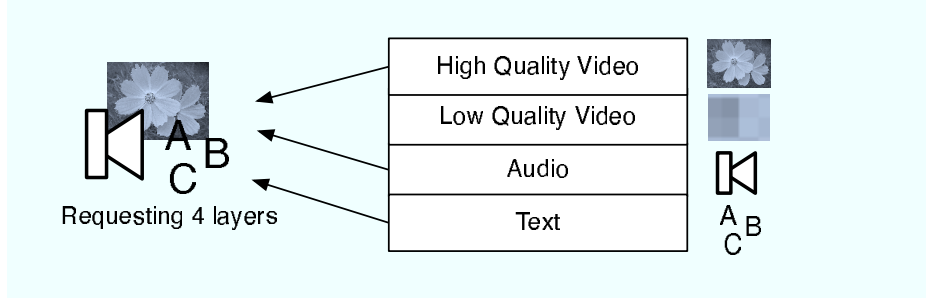 High Quality Video
Low Quality Video
Audio
Text
A
B
C
Requesting 4 layers
A
B
C